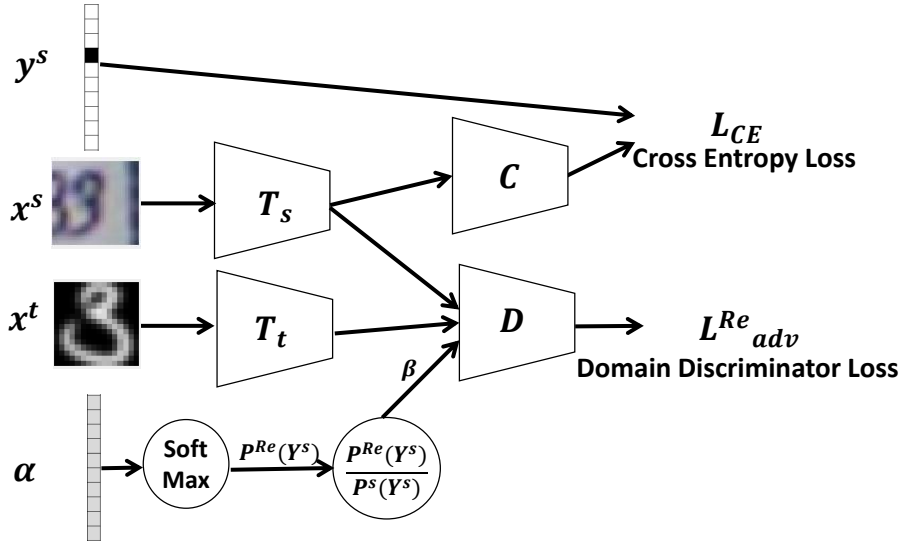 y^s
L_CE
Cross Entropy Loss
x^s
T_s
C
x^t
T_t
D
L^Re_adv
Domain Discriminator Loss
β
α
Soft
Max
P^Re(Y^s)
P^Re(Y^s)
P^s(Y^s)